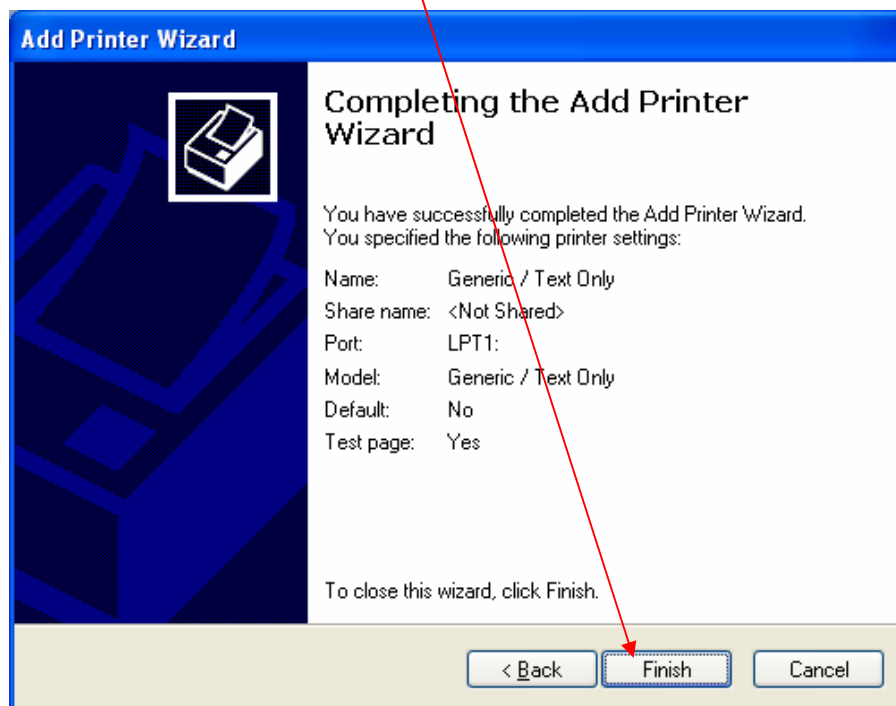 Add Printer Wizard
Completing the Add Printer
Wizard
You have successfully completed the Add Printer Wizard.
You specified the following printer settings:
Name: Generic / Text Only
Share name: <Not Shared>
Port: LPT1:
Model: Generic / Text Only
Default: No
Test page: Yes
To close this wizard, click Finish.
< Back Finish Cancel